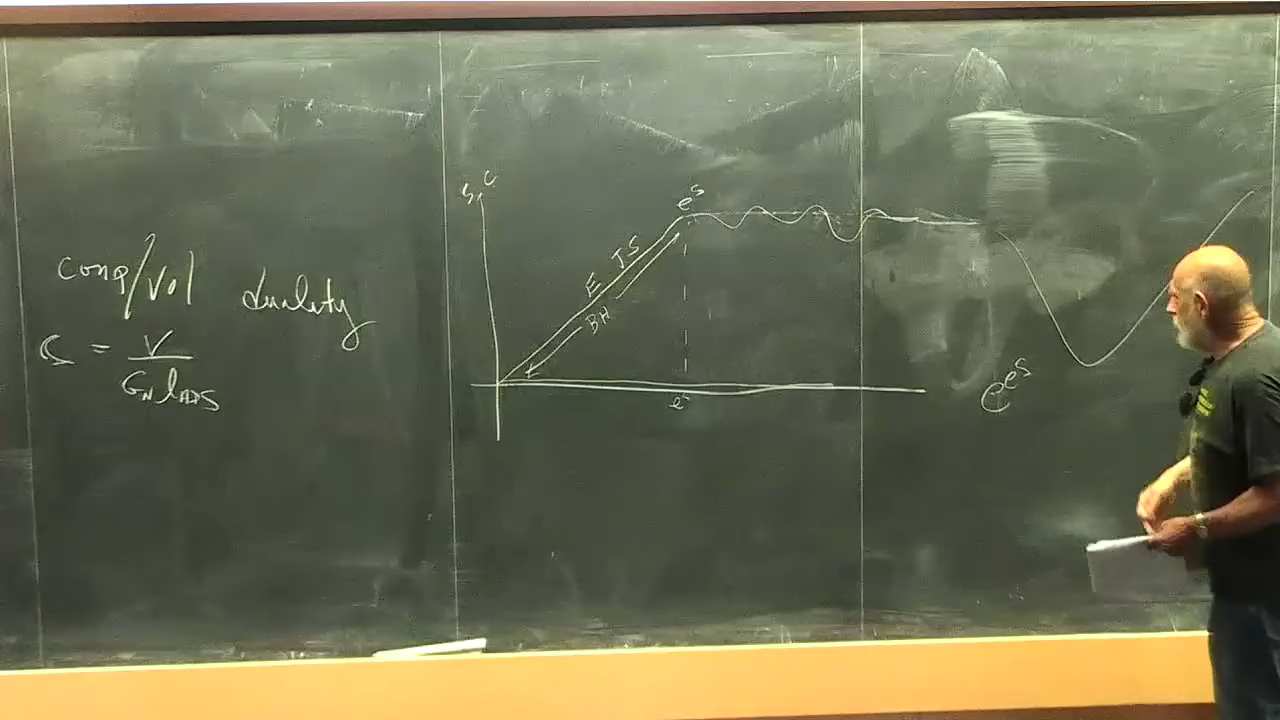 Comp/Vol duality
C = V / G_N l_AdS
C
e^s
E TS
BH
e^s
e^{e^s}